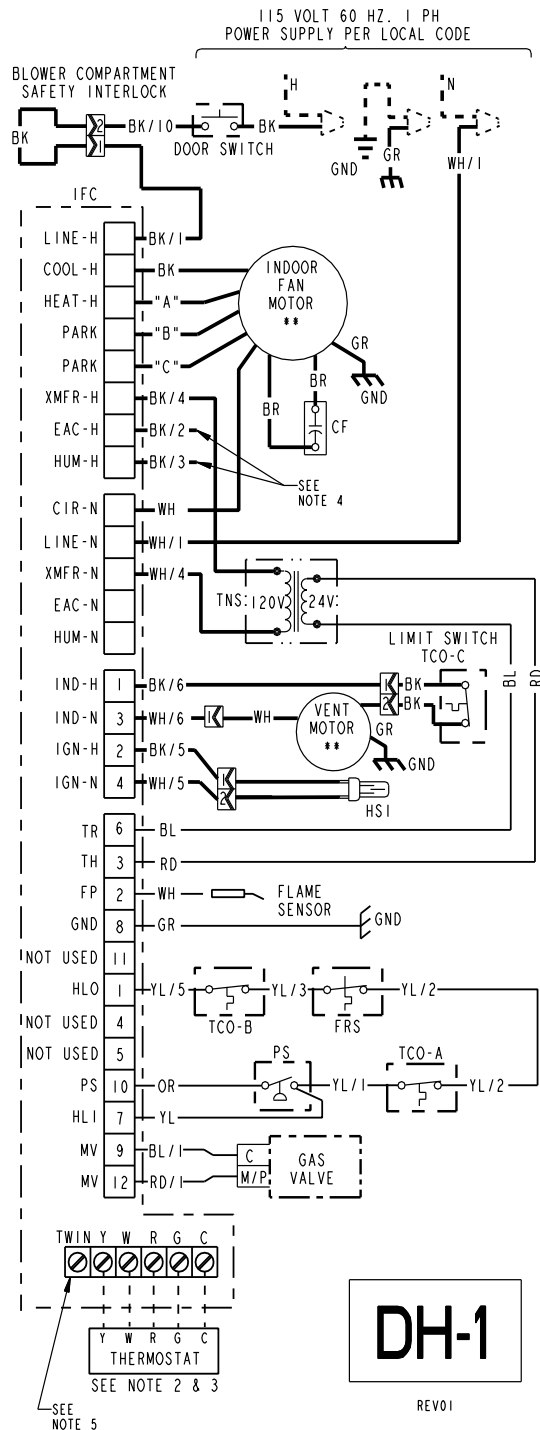 115 VOLT 60 HZ. 1 PH
POWER SUPPLY PER LOCAL CODE
BLOWER COMPARTMENT
SAFETY INTERLOCK
H
N
BK
2
1
BK/10
BK
DOOR SWITCH
GND
GR
WH/1
IFC
LINE-H
BK/1
COOL-H
BK
HEAT-H
"A"
PARK
"B"
PARK
"C"
INDOOR
FAN
MOTOR
**
GR
GND
XMFR-H
BK/4
EAC-H
BK/2
HUM-H
BK/3
BR
BR
CF
SEE
NOTE 4
CIR-N
WH
LINE-N
WH/1
XMFR-N
WH/4
EAC-N
HUM-N
TNS
120V
24V
BL
RD
LIMIT SWITCH
TCO-C
IND-H
1
BK/6
1
BK
2
BK
IND-N
3
WH/6
1
WH
VENT
MOTOR
**
GR
GND
IGN-H
2
BK/5
IGN-N
4
WH/5
1
2
HSI
TR
6
BL
TH
3
RD
FP
2
WH
FLAME
SENSOR
GND
8
GR
GND
NOT USED
11
HLO
1
YL/5
YL/3
YL/2
TCO-B
FRS
NOT USED
4
NOT USED
5
PS
TCO-A
PS
10
OR
YL/1
YL/2
HLI
7
YL
MV
9
BL/1
C
MV
12
RD/1
M/P
GAS
VALVE
TWIN Y W R G C
Y W R G C
THERMOSTAT
SEE NOTE 2 & 3
SEE
NOTE 5
DH-1
REV01